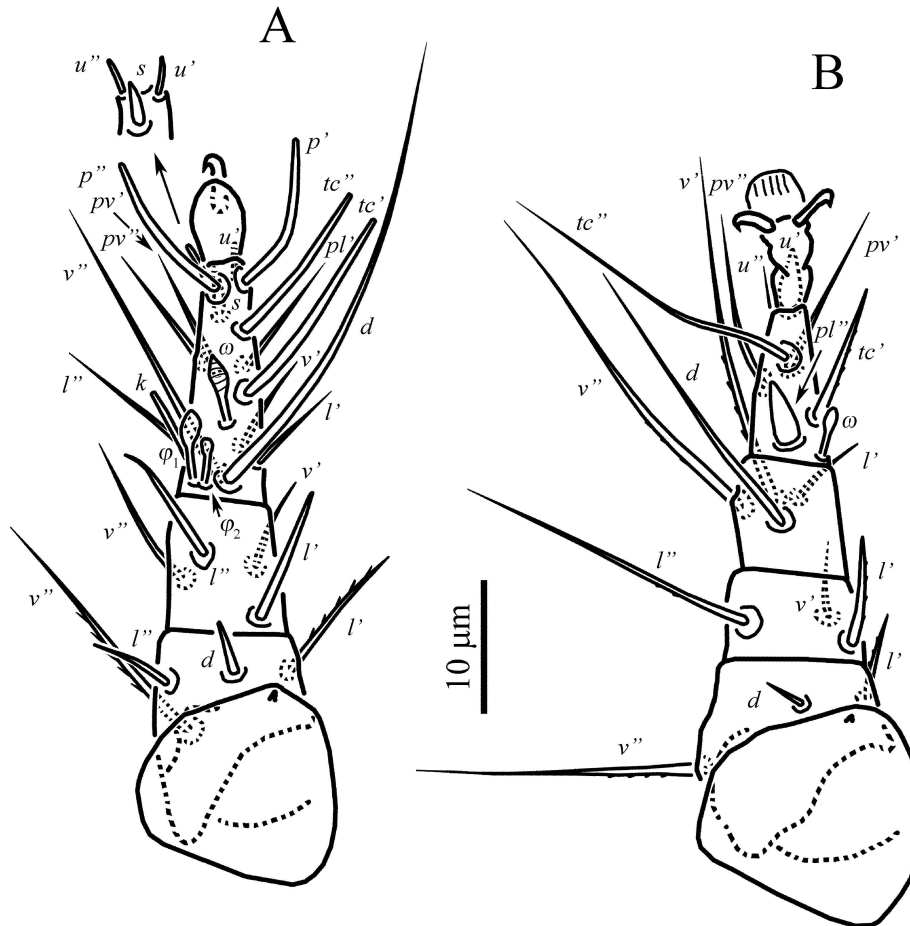 A
B
u” s u’
p” p’
pv’ tc”
pv” u’ pl’ tc’
v” s d
ω
l” k v’
φ1 l’
v” φ2 v’
l” l’
v” l” d l’
v’ pv”
tc” u’ pv’
u”
d pl” tc’
v” ω
l’
l” l’
v’
d l’
v”
10 μm